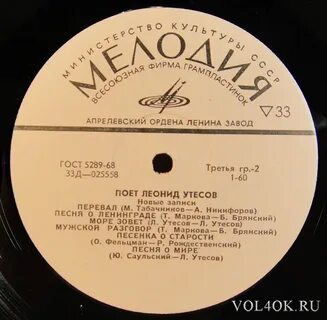 МИНИСТЕРСТВО КУЛЬТУРЫ СССР
МЕЛОДИЯ
ВСЕСОЮЗНАЯ ФИРМА ГРАМПЛАСТИНОК
▽33
АПРЕЛЕВСКИЙ ОРДЕНА ЛЕНИНА ЗАВОД
ГОСТ 5289-68
33Д—025558
Третья гр.-2
1-60
ПОЕТ ЛЕОНИД УТЕСОВ
Новые записи
ПЕРЕВАЛ (М. Табачников—А. Никифоров)
ПЕСНЯ О ЛЕНИНГРАДЕ (Т. Маркова—Б. Брянский)
МОРЕ ЗОВЕТ (Л. Утесов—Л. Утесов)
МУЖСКОЙ РАЗГОВОР (Т. Маркова—Б. Брянский)
ПЕСЕНКА О СТАРОСТИ
(О. Фельцман—Р. Рождественский)
ПЕСНЯ О МИРЕ
(Ю. Саульский—Л. Утесов)
VOL4OK.RU